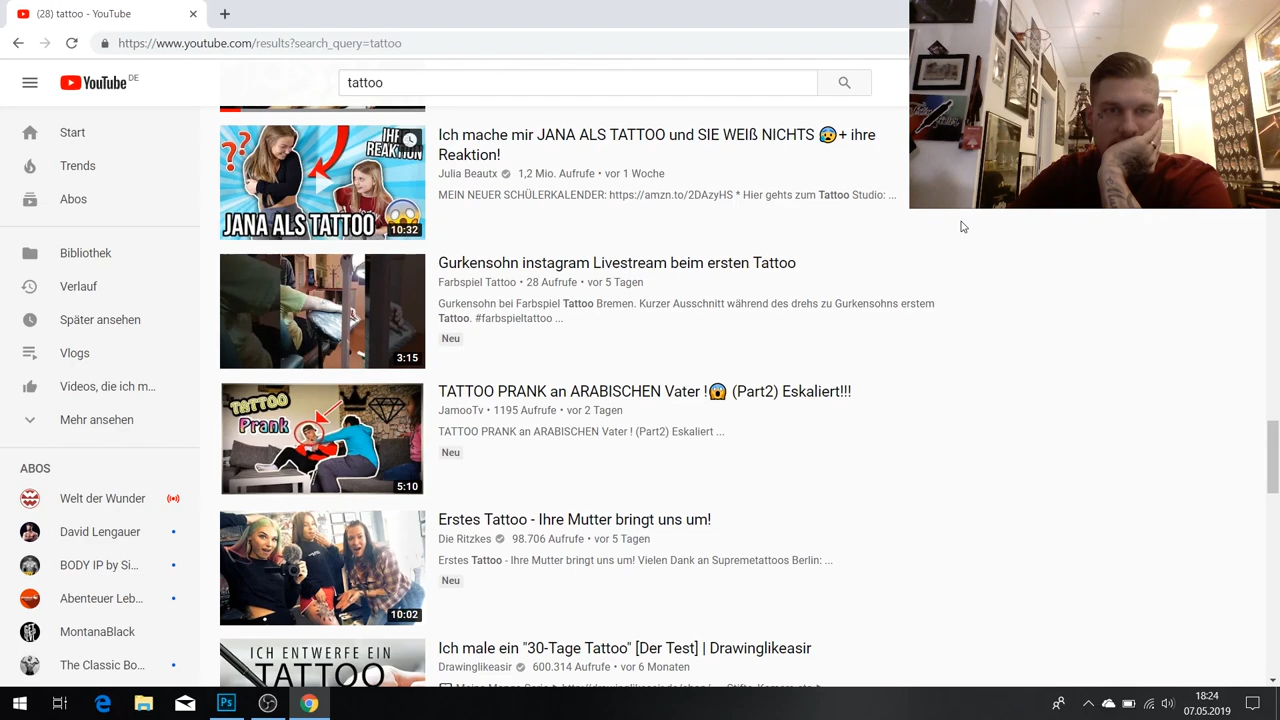 (28) tattoo - YouTube
https://www.youtube.com/results?search_query=tattoo
YouTube DE
tattoo
Start
Trends
Abos
Bibliothek
Verlauf
Später ansehen
Vlogs
Videos, die ich m...
Mehr ansehen
ABOS
Welt der Wunder
David Lengauer
BODY IP by Si...
Abenteuer Leb...
MontanaBlack
The Classic Bo...
??
IHRE
REAKTION
JANA ALS TATTOO
10:32
Ich mache mir JANA ALS TATTOO und SIE WEIß NICHTS 😰+ ihre
Reaktion!
Julia Beautx • 1,2 Mio. Aufrufe • vor 1 Woche
MEIN NEUER SCHÜLERKALENDER: https://amzn.to/2DAzyHS * Hier gehts zum Tattoo Studio: ...
3:15
Gurkensohn instagram Livestream beim ersten Tattoo
Farbspiel Tattoo • 28 Aufrufe • vor 5 Tagen
Gurkensohn bei Farbspiel Tattoo Bremen. Kurzer Ausschnitt während des drehs zu Gurkensohns erstem
Tattoo. #farbspieltattoo ...
Neu
TATTOO
Prank
5:10
TATTOO PRANK an ARABISCHEN Vater !😱 (Part2) Eskaliert!!!
JamooTv • 1195 Aufrufe • vor 2 Tagen
TATTOO PRANK an ARABISCHEN Vater ! (Part2) Eskaliert ...
Neu
10:02
Erstes Tattoo - Ihre Mutter bringt uns um!
Die Ritzkes • 98.706 Aufrufe • vor 5 Tagen
Erstes Tattoo - Ihre Mutter bringt uns um! Vielen Dank an Supremetattoos Berlin: ...
Neu
ICH ENTWERFE EIN
TATTOO
Ich male ein "30-Tage Tattoo" [Der Test] | Drawinglikeasir
Drawinglikeasir • 600.314 Aufrufe • vor 6 Monaten
Ps
18:24
07.05.2019